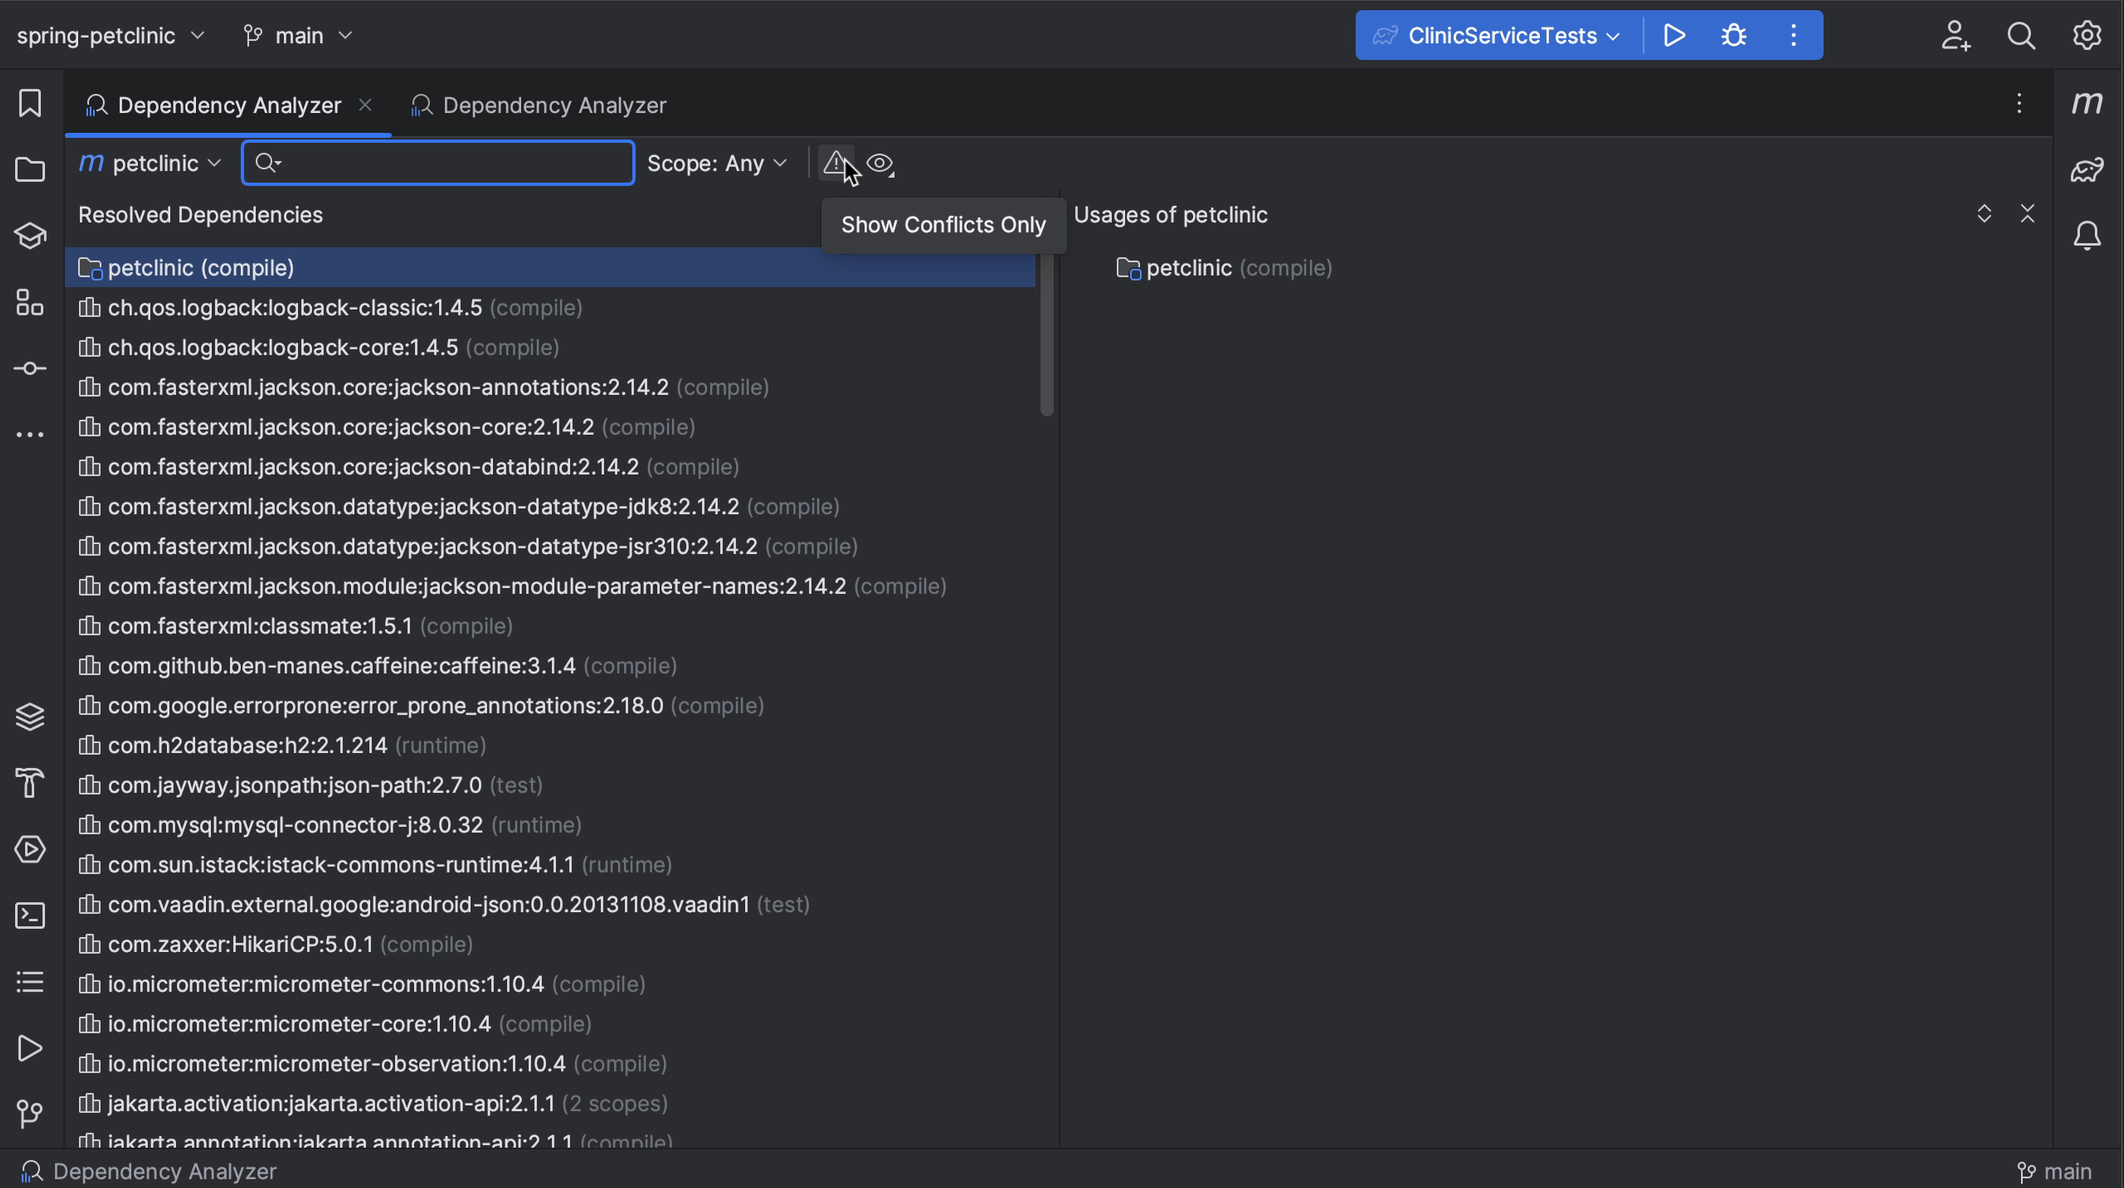 spring-petclinic
main
ClinicServiceTests
Dependency Analyzer
Dependency Analyzer
m petclinic
Scope: Any
m
Resolved Dependencies
Show Conflicts Only
Usages of petclinic
petclinic (compile)
petclinic (compile)
ch.qos.logback:logback-classic:1.4.5 (compile)
ch.qos.logback:logback-core:1.4.5 (compile)
com.fasterxml.jackson.core:jackson-annotations:2.14.2 (compile)
com.fasterxml.jackson.core:jackson-core:2.14.2 (compile)
com.fasterxml.jackson.core:jackson-databind:2.14.2 (compile)
com.fasterxml.jackson.datatype:jackson-datatype-jdk8:2.14.2 (compile)
com.fasterxml.jackson.datatype:jackson-datatype-jsr310:2.14.2 (compile)
com.fasterxml.jackson.module:jackson-module-parameter-names:2.14.2 (compile)
com.fasterxml:classmate:1.5.1 (compile)
com.github.ben-manes.caffeine:caffeine:3.1.4 (compile)
com.google.errorprone:error_prone_annotations:2.18.0 (compile)
com.h2database:h2:2.1.214 (runtime)
com.jayway.jsonpath:json-path:2.7.0 (test)
com.mysql:mysql-connector-j:8.0.32 (runtime)
com.sun.istack:istack-commons-runtime:4.1.1 (runtime)
com.vaadin.external.google:android-json:0.0.20131108.vaadin1 (test)
com.zaxxer:HikariCP:5.0.1 (compile)
io.micrometer:micrometer-commons:1.10.4 (compile)
io.micrometer:micrometer-core:1.10.4 (compile)
io.micrometer:micrometer-observation:1.10.4 (compile)
jakarta.activation:jakarta.activation-api:2.1.1 (2 scopes)
jakarta.annotation:jakarta.annotation-api:2.1.1 (compile)
Dependency Analyzer
main